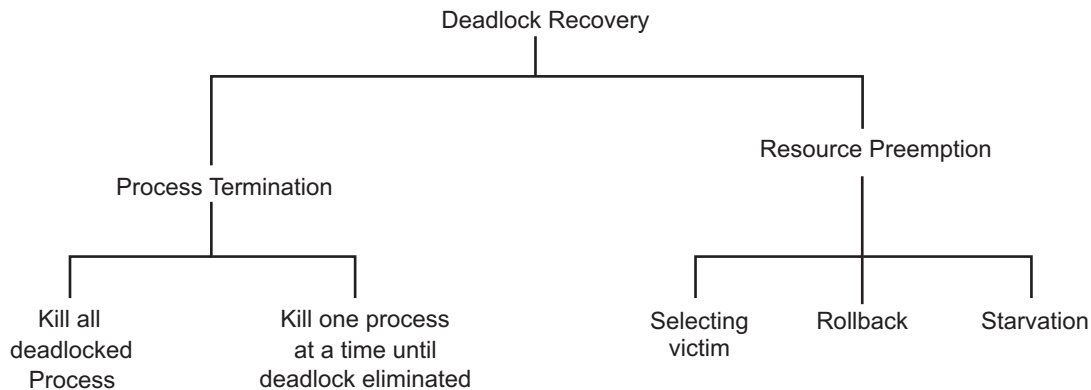 Deadlock Recovery
Process Termination
Resource Preemption
Kill all
deadlocked
Process
Kill one process
at a time until
deadlock eliminated
Selecting
victim
Rollback
Starvation